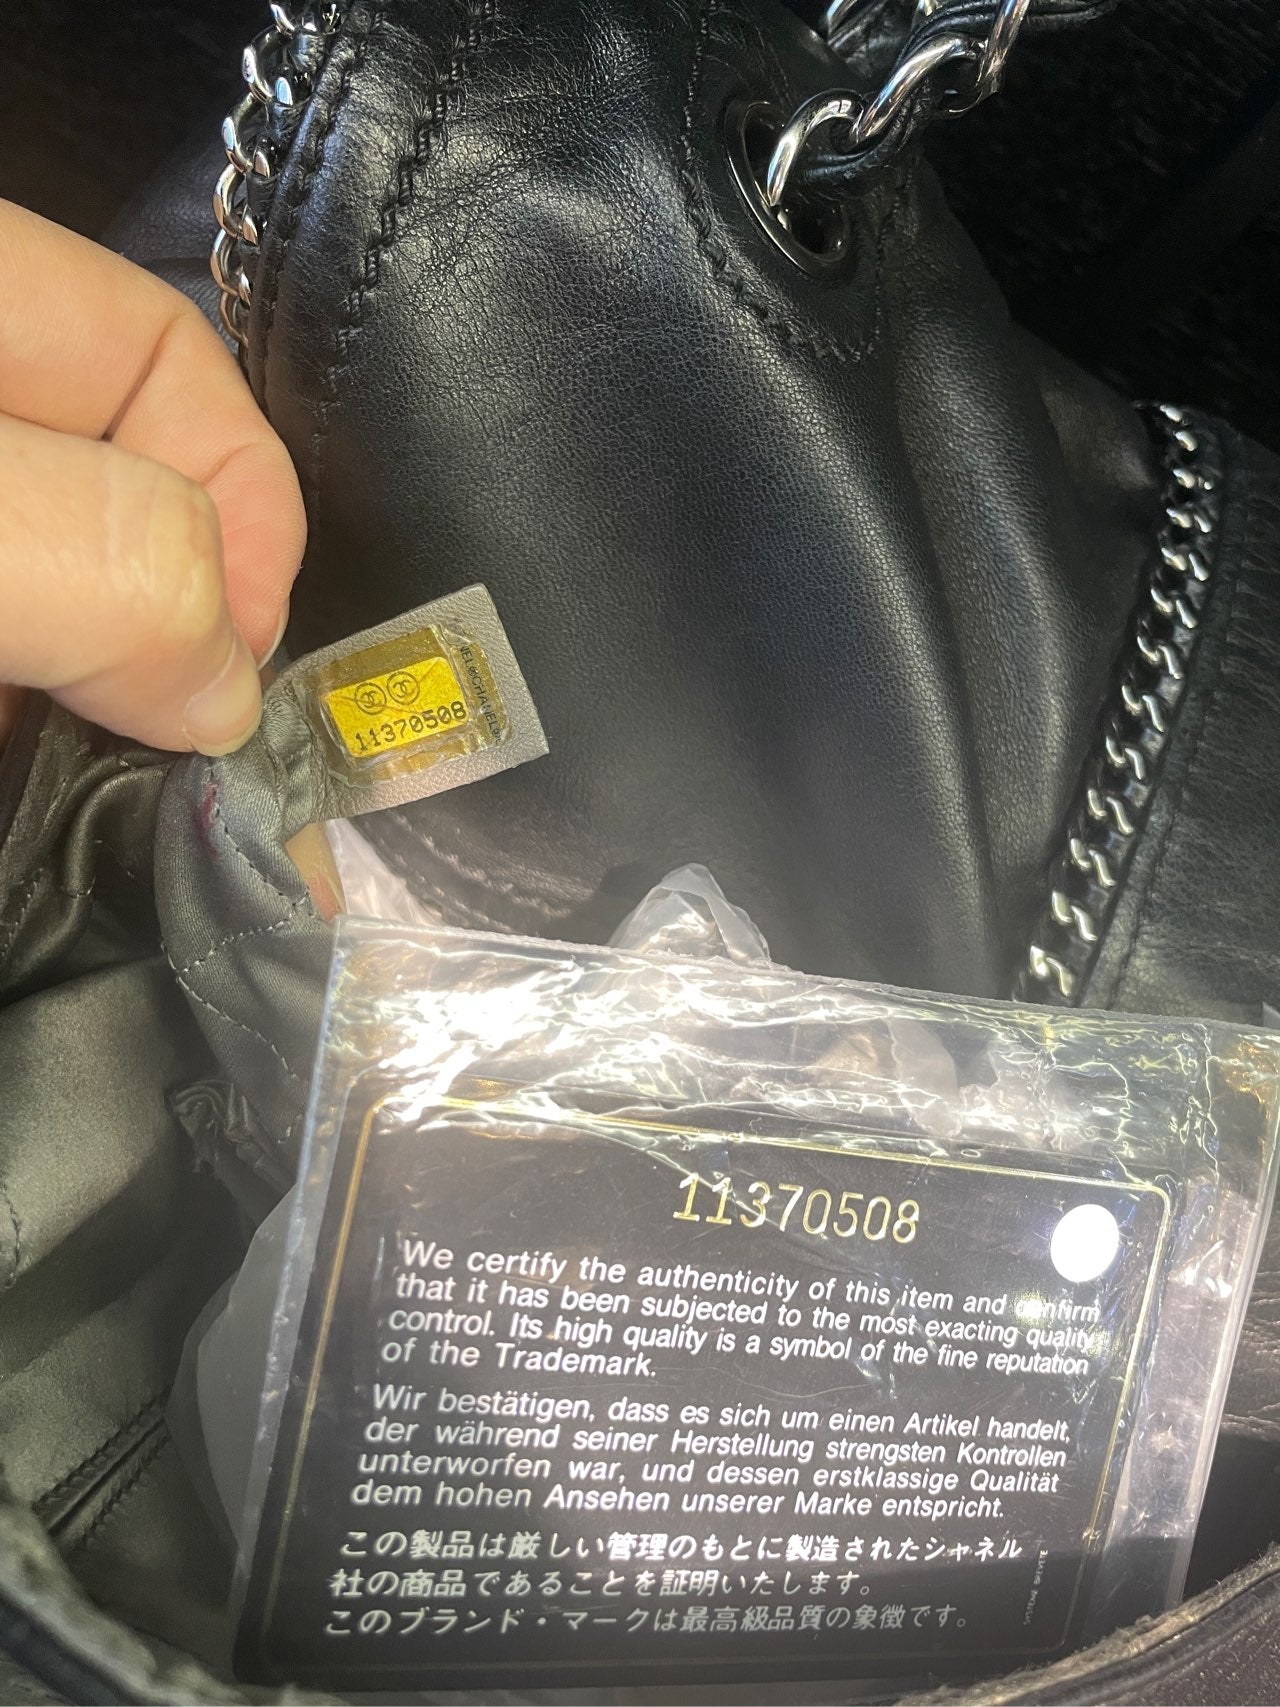 11370508
11370508
We certify the authenticity of this item and confirm
that it has been subjected to the most exacting quality
control. Its high quality is a symbol of the fine reputation
of the Trademark.
Wir bestätigen, dass es sich um einen Artikel handelt,
der während seiner Herstellung strengsten Kontrollen
unterworfen war, und dessen erstklassige Qualität
dem hohen Ansehen unserer Marke entspricht.
この製品は厳しい管理のもとに製造されたシャネル
社の商品であることを証明いたします。
このブランド・マークは最高級品質の象徴です。